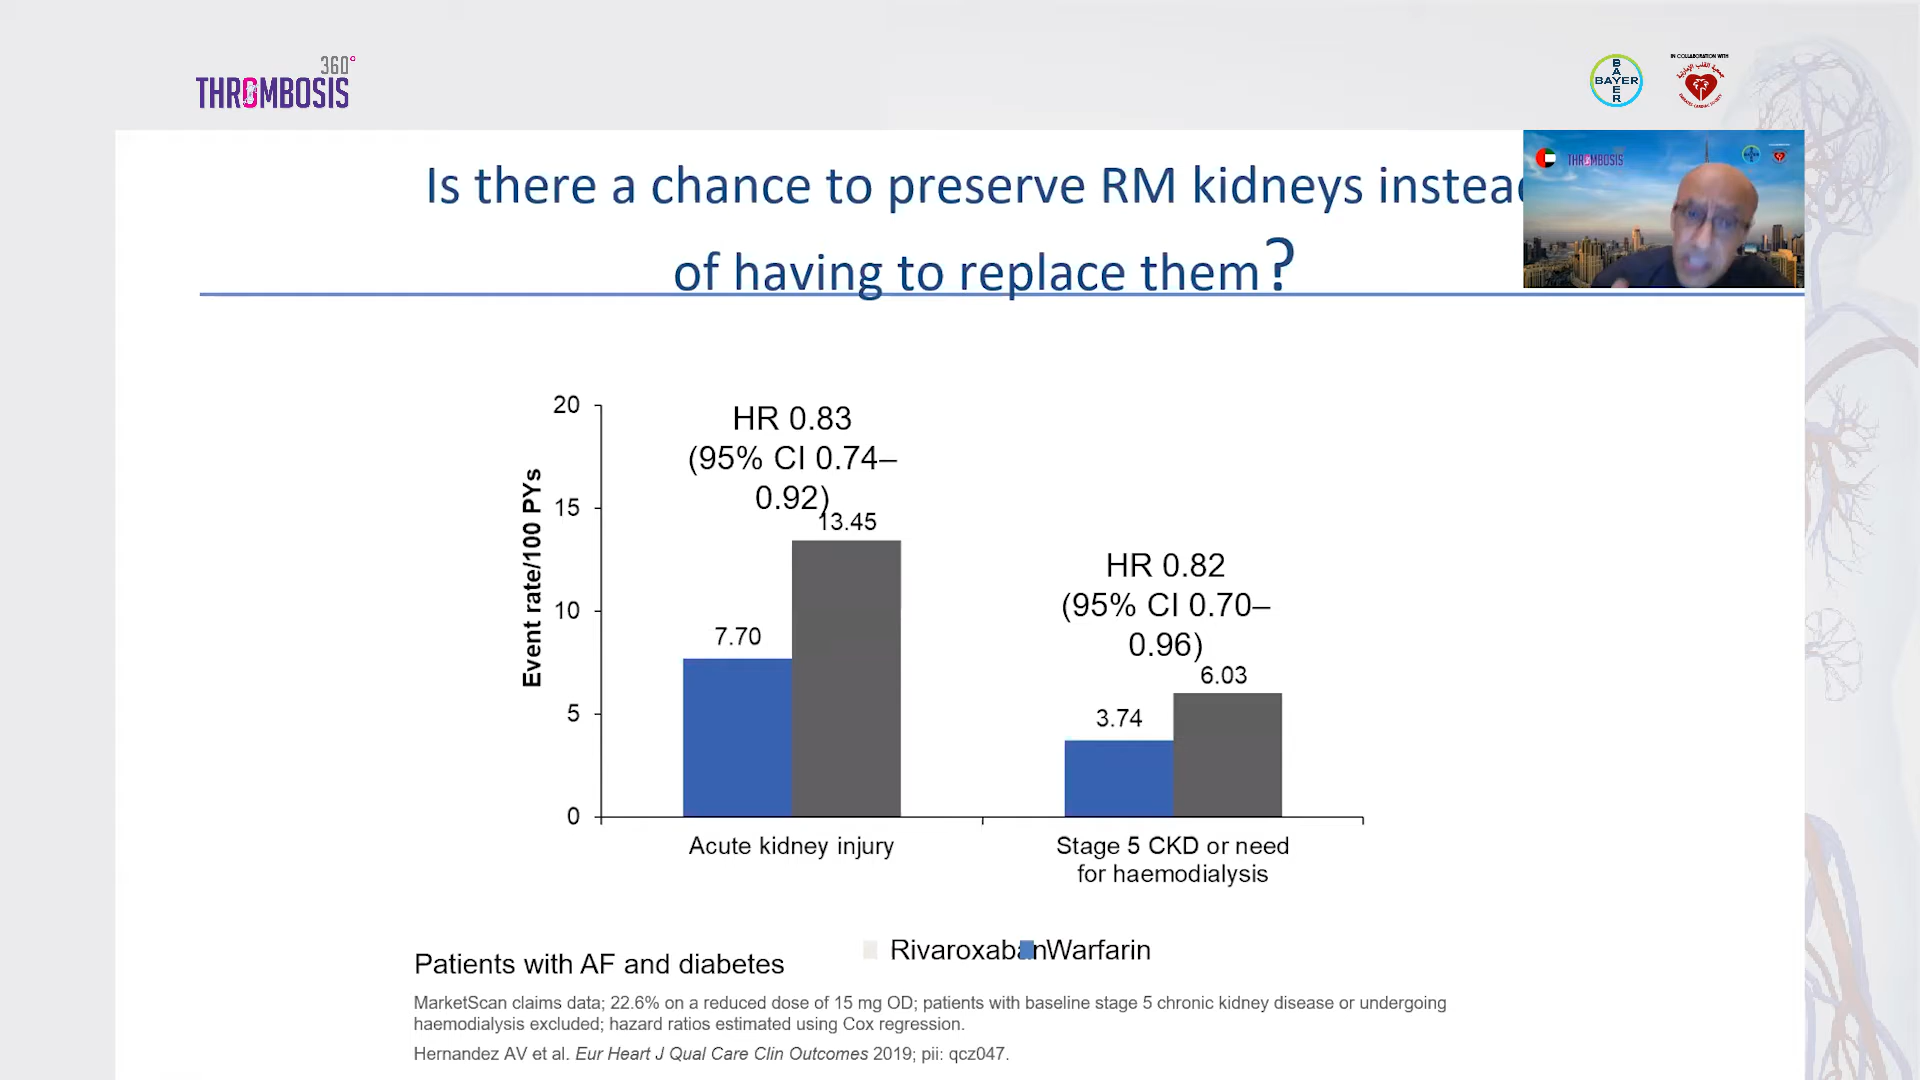 360°
THROMBOSIS
BAYER
BAYER
IN COLLABORATION WITH
THROMBOSIS
Is there a chance to preserve RM kidneys instead
of having to replace them?
HR 0.83
(95% CI 0.74–
0.92)
HR 0.82
(95% CI 0.70–
0.96)
Event rate/100 PYs
20
15
10
5
0
7.70
13.45
3.74
6.03
Acute kidney injury
Stage 5 CKD or need
for haemodialysis
Rivaroxaban
Warfarin
Patients with AF and diabetes
MarketScan claims data; 22.6% on a reduced dose of 15 mg OD; patients with baseline stage 5 chronic kidney disease or undergoing
haemodialysis excluded; hazard ratios estimated using Cox regression.
Hernandez AV et al. Eur Heart J Qual Care Clin Outcomes 2019; pii: qcz047.